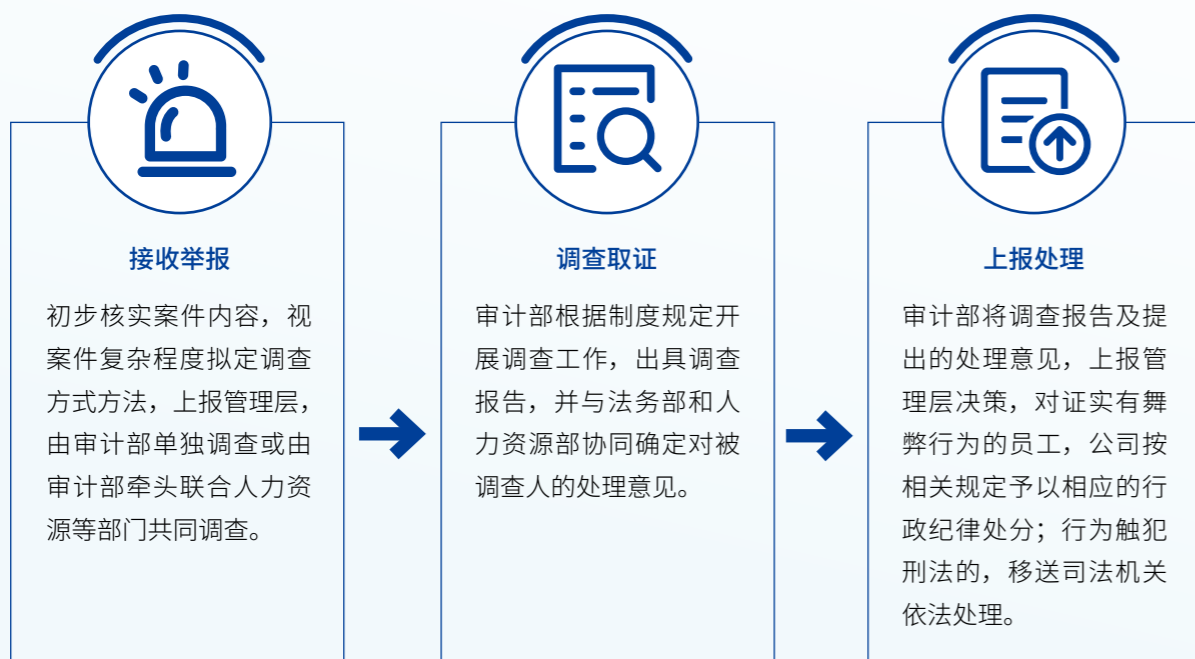 接收举报
初步核实案件内容，视
案件复杂程度拟定调查
方式方法，上报管理层，
由审计部单独调查或由
审计部牵头联合人力资
源等部门共同调查。
调查取证
审计部根据制度规定开
展调查工作，出具调查
报告，并与法务部和人
力资源部协同确定对被
调查人的处理意见。
上报处理
审计部将调查报告及提
出的处理意见，上报管
理层决策，对证实有舞
弊行为的员工，公司按
相关规定予以相应的行
政纪律处分；行为触犯
刑法的，移送司法机关
依法处理。